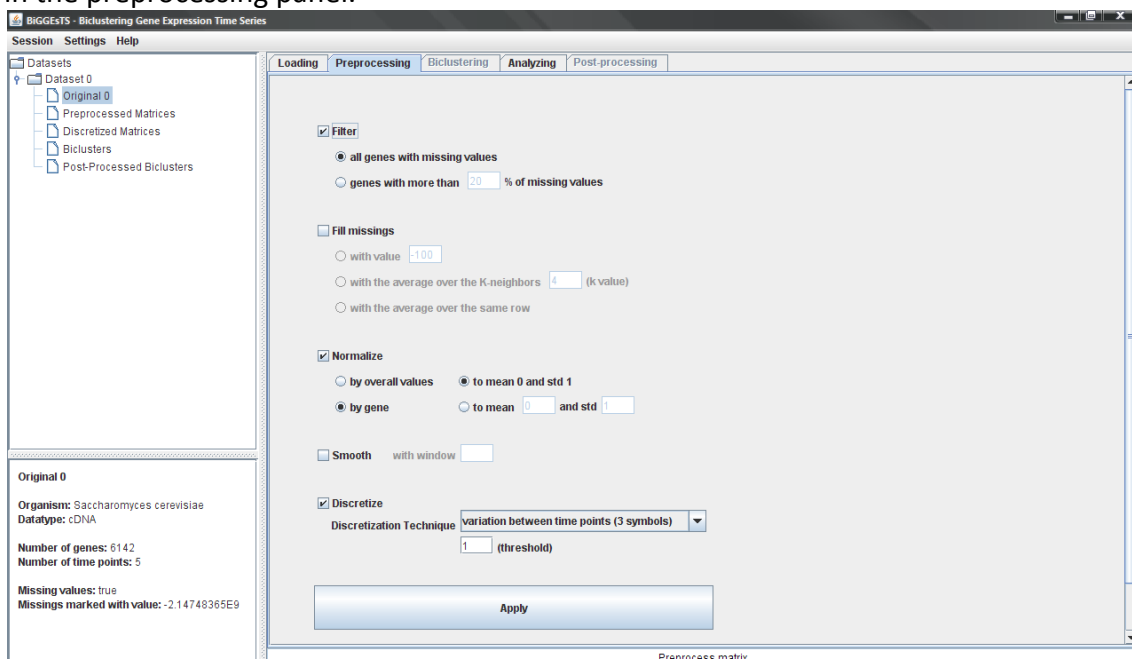 in the preprocessing panel.
BiGGEsTS - Biclustering Gene Expression Time Series
Session Settings Help
Datasets
Dataset 0
Original 0
Preprocessed Matrices
Discretized Matrices
Biclusters
Post-Processed Biclusters
Loading Preprocessing Biclustering Analyzing Post-processing
Filter
all genes with missing values
genes with more than 20 % of missing values
Fill missings
with value -100
with the average over the K-neighbors 4 (k value)
with the average over the same row
Normalize
by overall values to mean 0 and std 1
by gene to mean 0 and std 1
Smooth with window
Discretize
Discretization Technique variation between time points (3 symbols)
1 (threshold)
Apply
Original 0
Organism: Saccharomyces cerevisiae
Datatype: cDNA
Number of genes: 6142
Number of time points: 5
Missing values: true
Missings marked with value: -2.14748365E9
Preprocess matrix